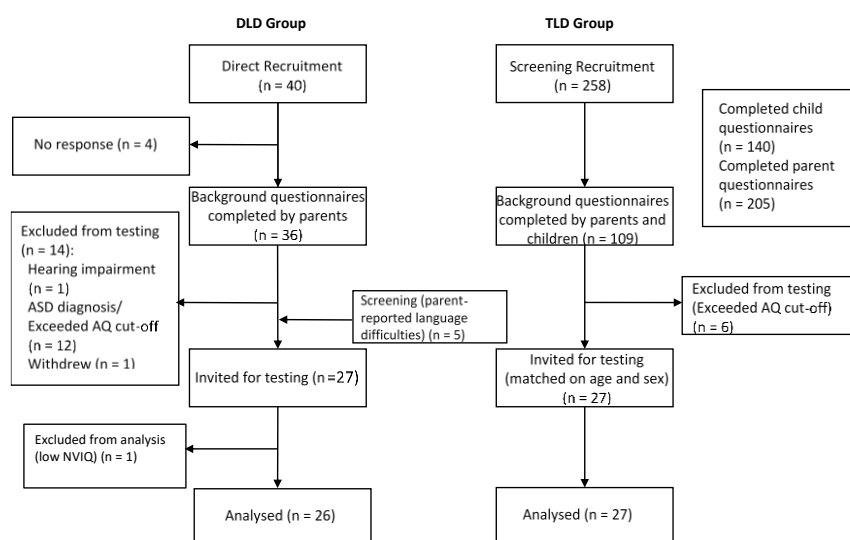 DLD Group
TLD Group
Direct Recruitment
(n = 40)
Screening Recruitment
(n = 258)
Completed child
questionnaires
(n = 140)
Completed parent
questionnaires
(n = 205)
No response (n = 4)
Background questionnaires
completed by parents
(n = 36)
Background questionnaires
completed by parents and
children (n = 109)
Excluded from testing
(n = 14):
Hearing impairment
(n = 1)
ASD diagnosis/
Exceeded AQ cut-off
(n = 12)
Withdrew (n = 1)
Screening (parent-
reported language
difficulties) (n = 5)
Excluded from testing
(Exceeded AQ cut-off)
(n = 6)
Invited for testing (n =27)
Invited for testing
(matched on age and sex)
(n = 27)
Excluded from analysis
(low NVIQ) (n = 1)
Analysed (n = 26)
Analysed (n = 27)